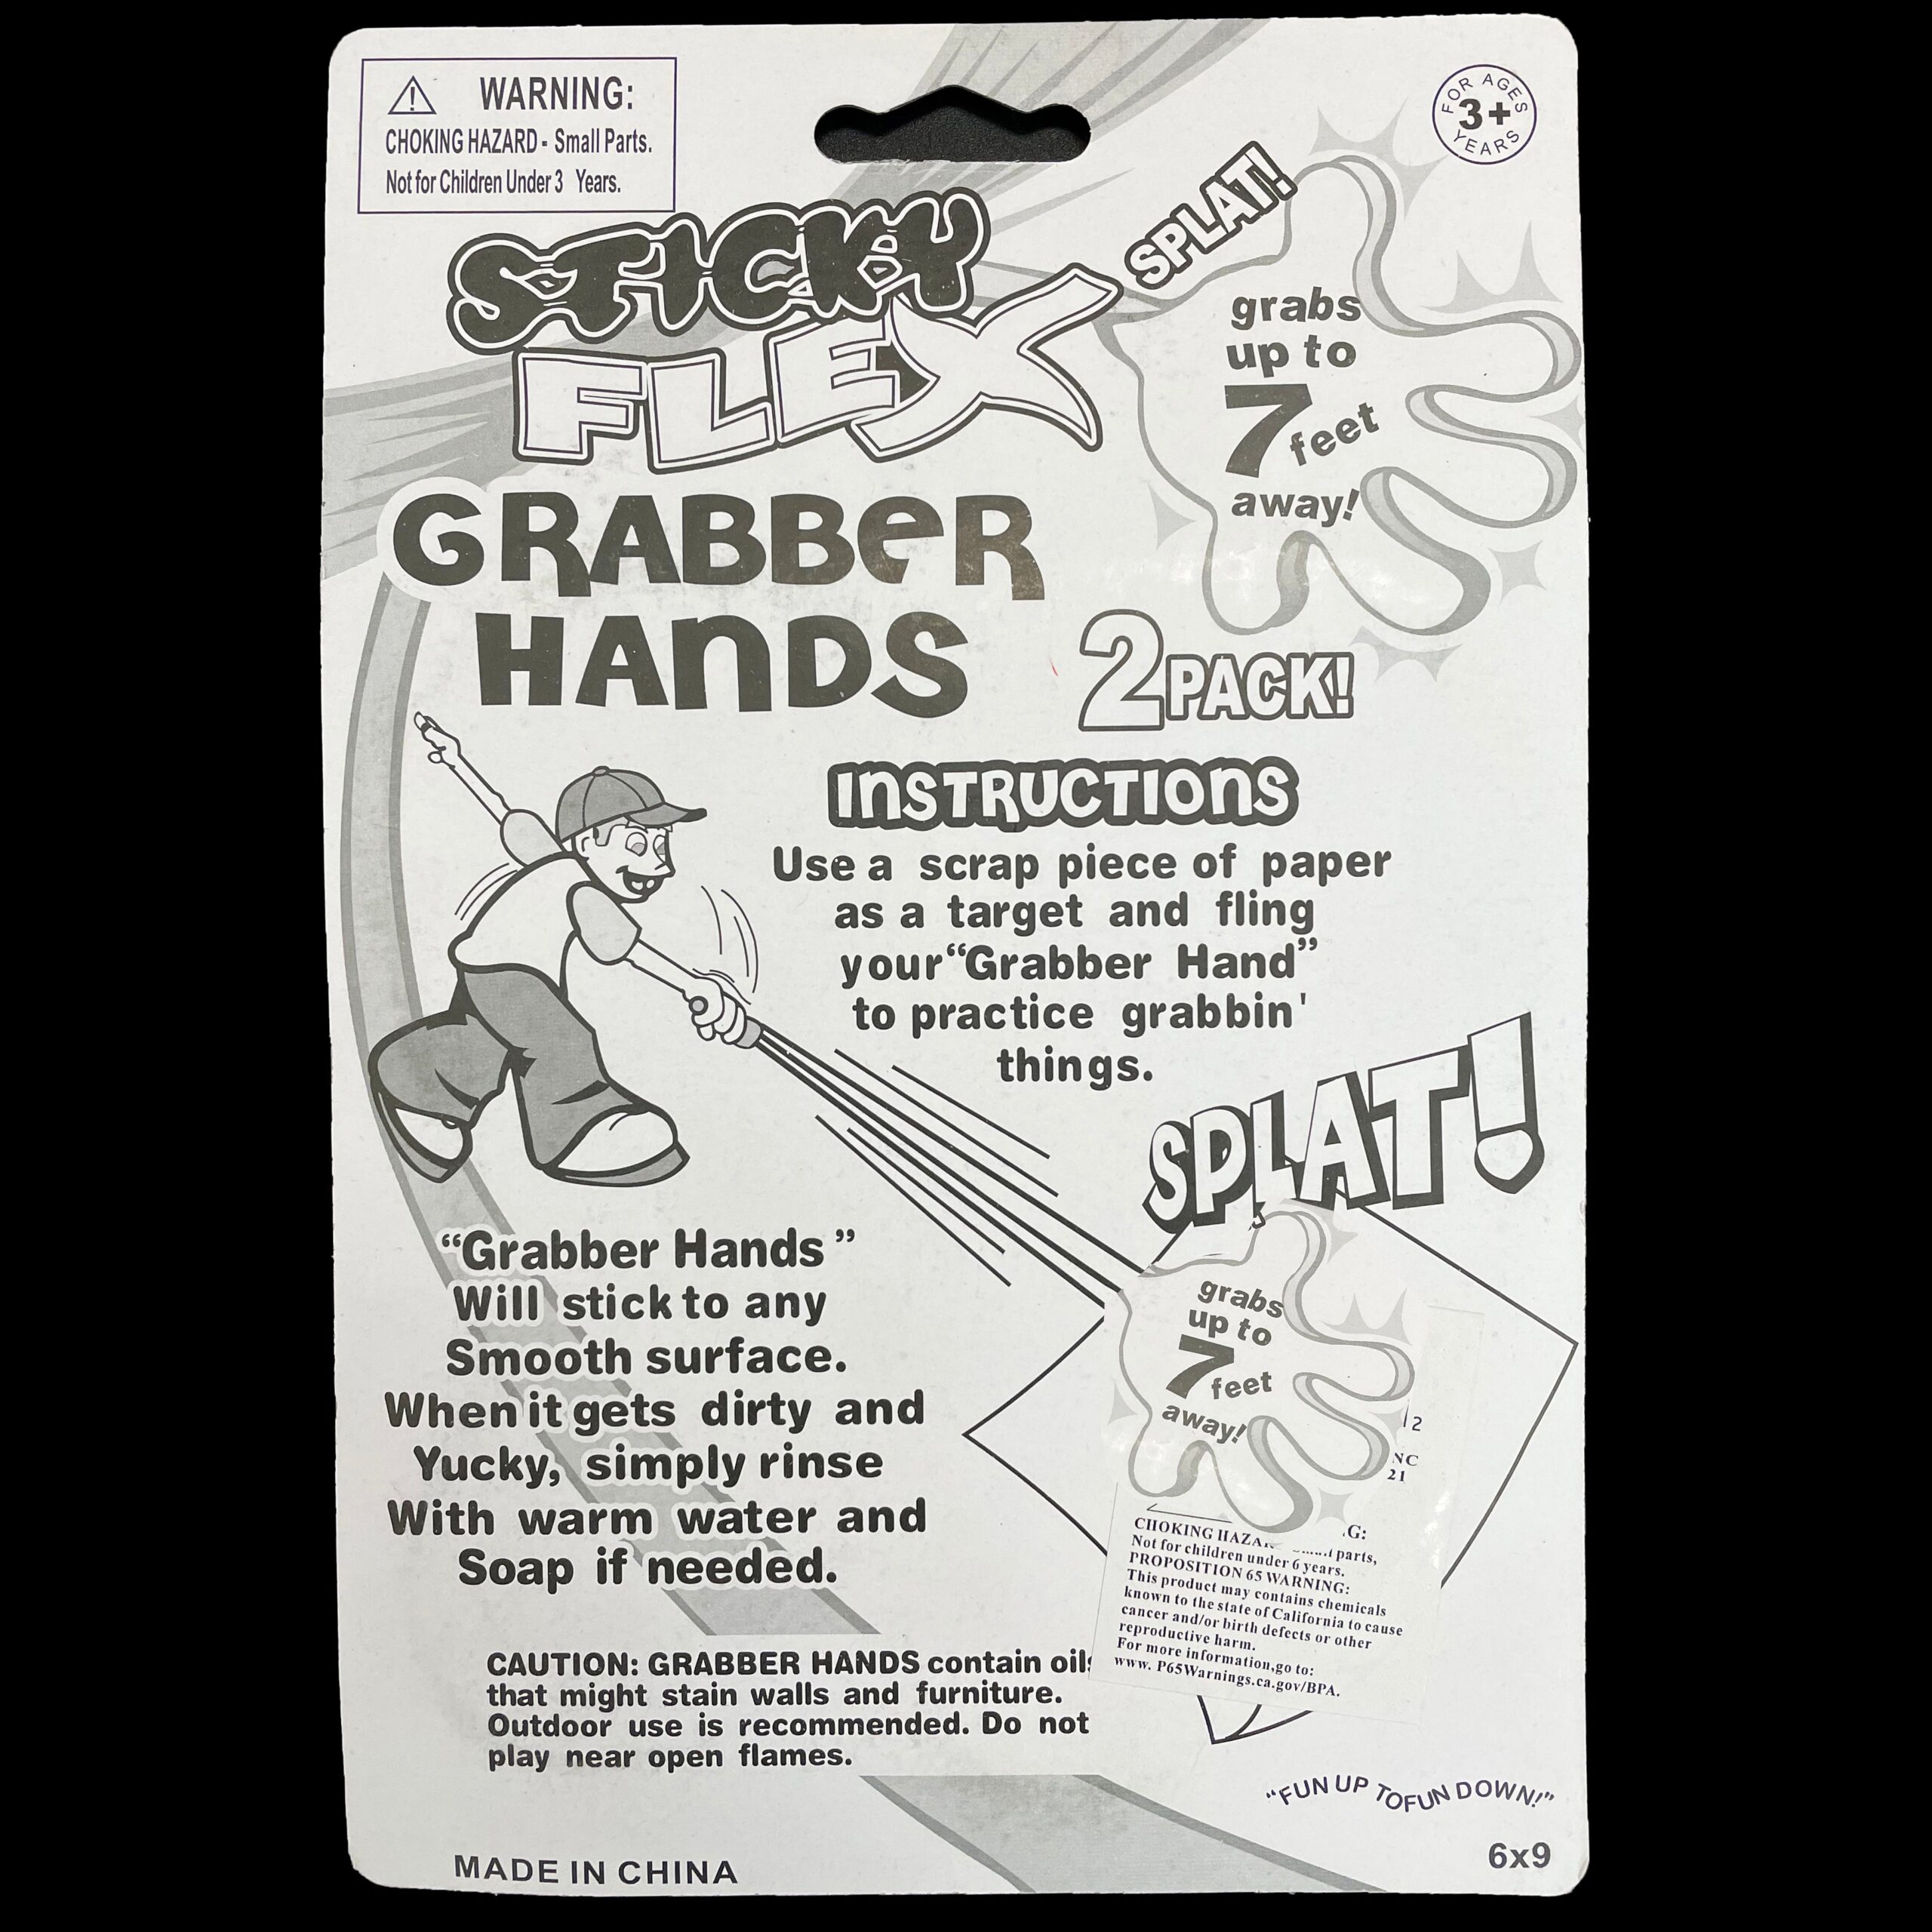 WARNING:
CHOKING HAZARD - Small Parts.
Not for Children Under 3 Years.
FOR AGES
3+
YEARS
STICKY
FLEX
SPLAT!
grabs
up to
7 feet
away!
GRABBER
HANDS
2 PACK!
INSTRUCTIONS
Use a scrap piece of paper
as a target and fling
your "Grabber Hand"
to practice grabbin'
things.
SPLAT!
"Grabber Hands"
Will stick to any
Smooth surface.
When it gets dirty and
Yucky, simply rinse
With warm water and
Soap if needed.
grabs
up to
7 feet
away!
2
NC
21
G:
CHOKING parts,
Not for children under 6 years.
PROPOSITION 65 WARNING:
This product may contains chemicals
known to the state of California to cause
cancer and/or birth defects or other
reproductive harm.
For more information,go to:
www. P65Warnings.ca.gov/BPA.
CAUTION: GRABBER HANDS contain oils
that might stain walls and furniture.
Outdoor use is recommended. Do not
play near open flames.
"FUN UP TOFUN DOWN!"
6x9
MADE IN CHINA